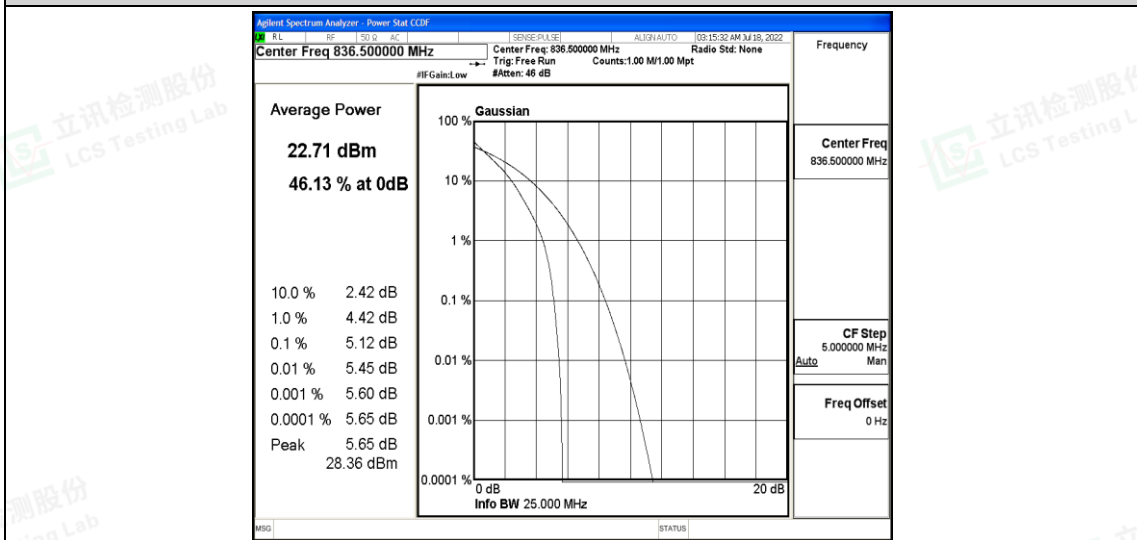 Agilent Spectrum Analyzer - Power Stat CCDF
RL RF 50 Ω AC SENSE:PULSE ALIGN AUTO 03:15:32 AM Jul 18, 2022
Center Freq 836.500000 MHz
Center Freq: 836.500000 MHz Radio Std: None
Trig: Free Run Counts:1.00 M/1.00 Mpt
#IFGain:Low #Atten: 46 dB
Frequency
Average Power
22.71 dBm
46.13 % at 0dB
10.0 % 2.42 dB
1.0 % 4.42 dB
0.1 % 5.12 dB
0.01 % 5.45 dB
0.001 % 5.60 dB
0.0001 % 5.65 dB
Peak 5.65 dB
28.36 dBm
Gaussian
100 %
10 %
1 %
0.1 %
0.01 %
0.001 %
0.0001 %
0 dB 20 dB
Info BW 25.000 MHz
Center Freq
836.500000 MHz
CF Step
5.000000 MHz
Auto Man
Freq Offset
0 Hz
MSG STATUS
立讯检测股份
LCS Testing Lab
立讯检测股份
LCS Testing L
测股份
ng Lab